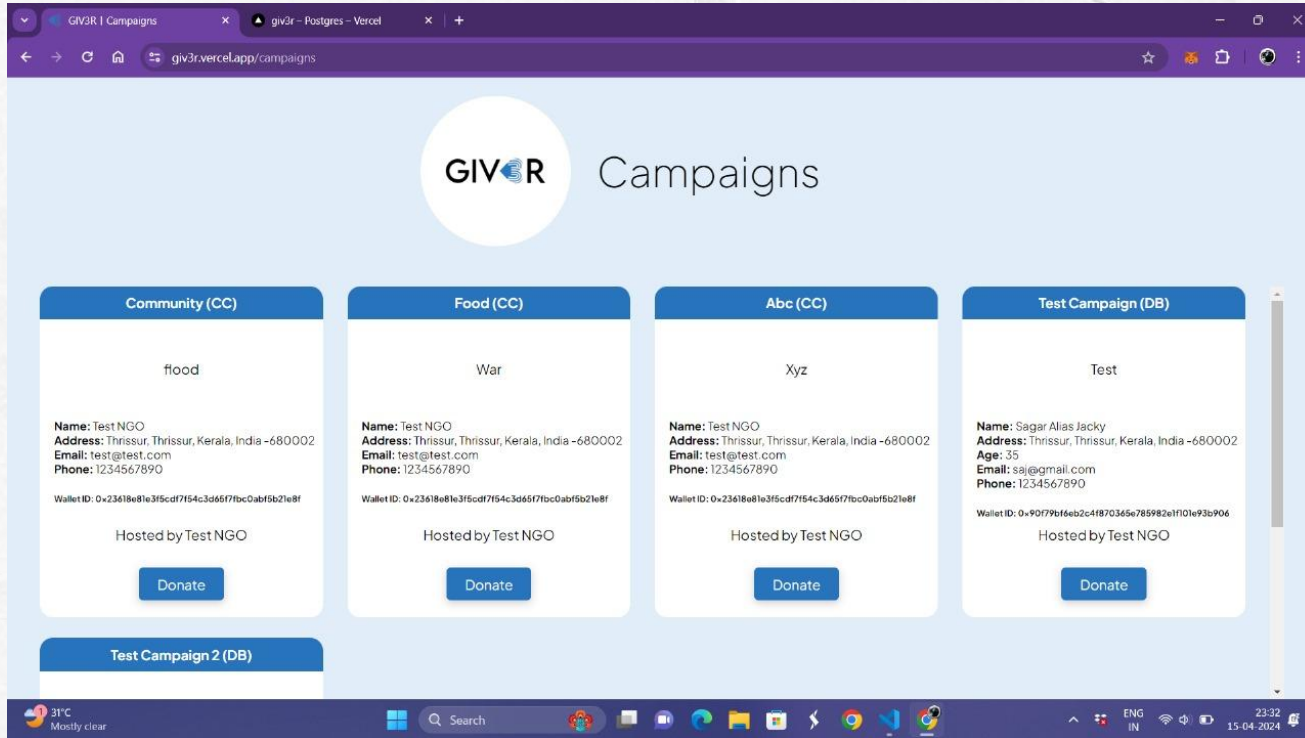 GIV3R | Campaigns
giv3r – Postgres – Vercel
giv3r.vercel.app/campaigns
GIV3R
Campaigns
Community (CC)
flood
Name: Test NGO
Address: Thrissur, Thrissur, Kerala, India -680002
Email: test@test.com
Phone: 1234567890
Wallet ID: 0x23618e81e3f5cdf7f54c3d65f7fbc0abf5b21e8f
Hosted by Test NGO
Donate
Food (CC)
War
Name: Test NGO
Address: Thrissur, Thrissur, Kerala, India -680002
Email: test@test.com
Phone: 1234567890
Wallet ID: 0x23618e81e3f5cdf7f54c3d65f7fbc0abf5b21e8f
Hosted by Test NGO
Donate
Abc (CC)
Xyz
Name: Test NGO
Address: Thrissur, Thrissur, Kerala, India -680002
Email: test@test.com
Phone: 1234567890
Wallet ID: 0x23618e81e3f5cdf7f54c3d65f7fbc0abf5b21e8f
Hosted by Test NGO
Donate
Test Campaign (DB)
Test
Name: Sagar Alias Jacky
Address: Thrissur, Thrissur, Kerala, India -680002
Age: 35
Email: saj@gmail.com
Phone: 1234567890
Wallet ID: 0x90f79bf6eb2c4f870365e785982e1f101e93b906
Hosted by Test NGO
Donate
Test Campaign 2 (DB)
1
31°C
Mostly clear
Search
ENG
IN
23:32
15-04-2024